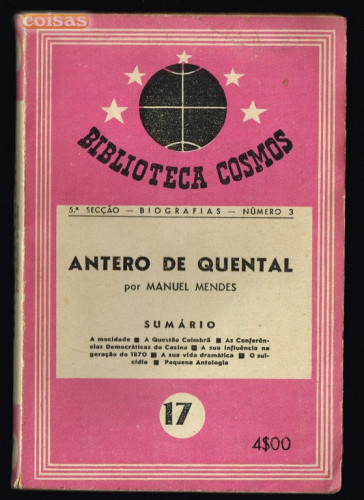 coisas
BIBLIOTECA COSMOS
5.ª SECÇÃO — BIOGRAFIAS — NÚMERO 3
ANTERO DE QUENTAL
por MANUEL MENDES
SUMÁRIO
A mocidade ■ A Questão Coimbrã ■ As Conferên-
cias Democráticas do Casino ■ A sua influência na
geração de 1870 ■ A sua vida dramática ■ O sui-
cídio ■ Pequena Antologia
17
4$00